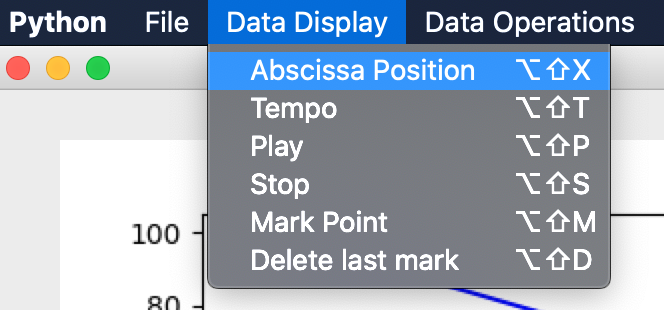 Python File Data Display Data Operations
Abscissa Position ⌥⇧X
Tempo ⌥⇧T
Play ⌥⇧P
Stop ⌥⇧S
Mark Point ⌥⇧M
Delete last mark ⌥⇧D
100
80